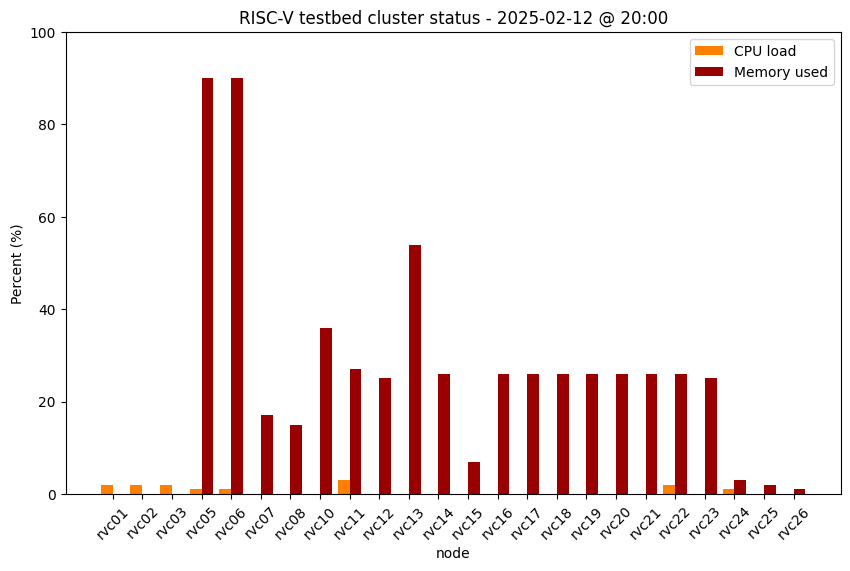 RISC-V testbed cluster status - 2025-02-12 @ 20:00
CPU load
Memory used
Percent (%)
100
80
60
40
20
0
rvc01 rvc02 rvc03 rvc05 rvc06 rvc07 rvc08 rvc10 rvc11 rvc12 rvc13 rvc14 rvc15 rvc16 rvc17 rvc18 rvc19 rvc20 rvc21 rvc22 rvc23 rvc24 rvc25 rvc26
node